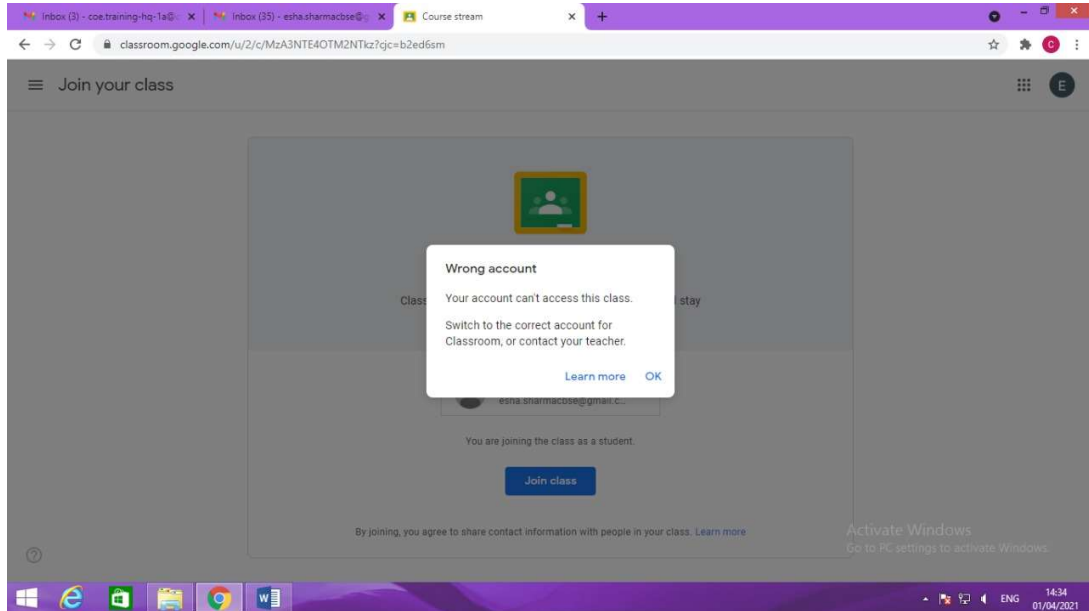 Inbox (3) - coe.training-hq-1a@
Inbox (35) - esha.sharmacbse@g
Course stream
classroom.google.com/u/2/c/MzA3NTE4OTM2NTkz?cjc=b2ed6sm
C
Join your class
E
Wrong account
Your account can't access this class.
Class
stay
Switch to the correct account for
Classroom, or contact your teacher.
Learn more OK
esha.sharmacbse@gmail.c...
You are joining the class as a student.
Join class
By joining, you agree to share contact information with people in your class. Learn more
Activate Windows
Go to PC settings to activate Windows.
ENG
14:34
01/04/2021